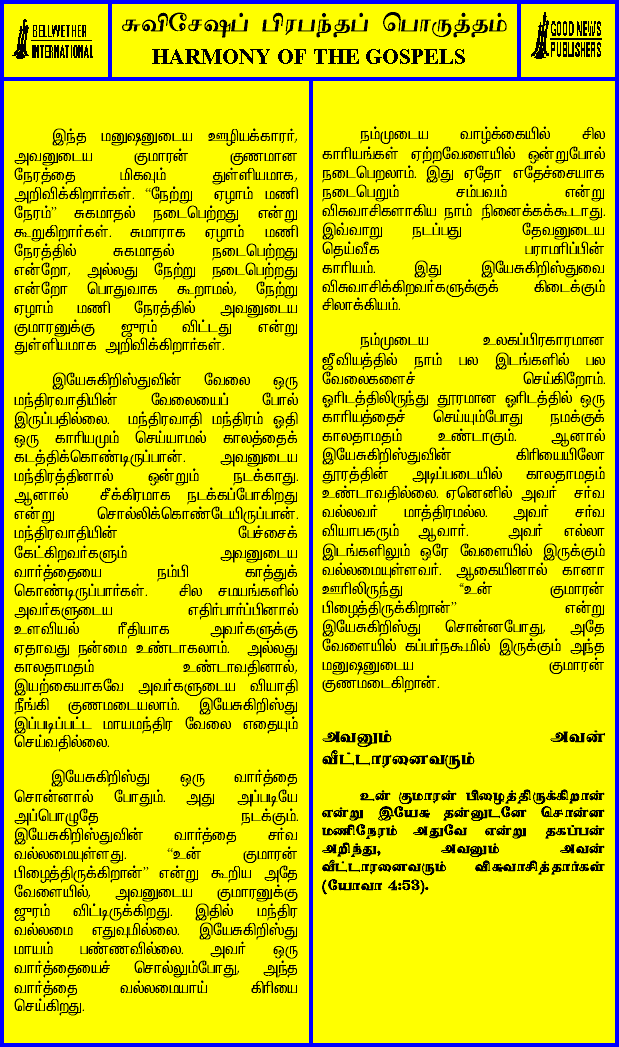 BELLWETHER
INTERNATIONAL
சுவிசேஷப் பிரபந்தப் பொருத்தம்
HARMONY OF THE GOSPELS
GOOD NEWS
PUBLISHERS
இந்த மனுஷனுடைய ஊழியக்காரர்,
அவனுடைய குமாரன் குணமான
நேரத்தை மிகவும் துள்ளியமாக,
அறிவிக்கிறார்கள். “நேற்று ஏழாம் மணி
நேரம்” சுகமாதல் நடைபெற்றது என்று
கூறுகிறார்கள். சுமாராக ஏழாம் மணி
நேரத்தில் சுகமாதல் நடைபெற்றது
என்றோ, அல்லது நேற்று நடைபெற்றது
என்றோ பொதுவாக கூறாமல், நேற்று
ஏழாம் மணி நேரத்தில் அவனுடைய
குமாரனுக்கு ஜுரம் விட்டது என்று
துள்ளியமாக அறிவிக்கிறார்கள்.
இயேசுகிறிஸ்துவின் வேலை ஒரு
மந்திரவாதியின் வேலையைப் போல்
இருப்பதில்லை. மந்திரவாதி மந்திரம் ஓதி
ஒரு காரியமும் செய்யாமல் காலத்தைக்
கடத்திக்கொண்டிருப்பான். அவனுடைய
மந்திரத்தினால் ஒன்றும் நடக்காது.
ஆனால் சீக்கிரமாக நடக்கப்போகிறது
என்று சொல்லிக்கொண்டேயிருப்பான்.
மந்திரவாதியின் பேச்சைக்
கேட்கிறவர்களும் அவனுடைய
வார்த்தையை நம்பி காத்துக்
கொண்டிருப்பார்கள். சில சமயங்களில்
அவர்களுடைய எதிர்பார்ப்பினால்
உளவியல் ரீதியாக அவர்களுக்கு
ஏதாவது நன்மை உண்டாகலாம். அல்லது
காலதாமதம் உண்டாவதினால்,
இயற்கையாகவே அவர்களுடைய வியாதி
நீங்கி குணமடையலாம். இயேசுகிறிஸ்து
இப்படிப்பட்ட மாயமந்திர வேலை எதையும்
செய்வதில்லை.
இயேசுகிறிஸ்து ஒரு வார்த்தை
சொன்னால் போதும். அது அப்படியே
அப்பொழுதே நடக்கும்.
இயேசுகிறிஸ்துவின் வார்த்தை சர்வ
வல்லமையுள்ளது. “உன் குமாரன்
பிழைத்திருக்கிறான்” என்று கூறிய அதே
வேளையில், அவனுடைய குமாரனுக்கு
ஜுரம் விட்டிருக்கிறது. இதில் மந்திர
வல்லமை எதுவுமில்லை. இயேசுகிறிஸ்து
மாயம் பண்ணவில்லை. அவர் ஒரு
வார்த்தையைச் சொல்லும்போது, அந்த
வார்த்தை வல்லமையாய் கிரியை
செய்கிறது.
நம்முடைய வாழ்க்கையில் சில
காரியங்கள் ஏற்றவேளையில் ஒன்றுபோல்
நடைபெறலாம். இது ஏதோ எதேச்சையாக
நடைபெறும் சம்பவம் என்று
விசுவாசிகளாகிய நாம் நினைக்கக்கூடாது.
இவ்வாறு நடப்பது தேவனுடைய
தெய்வீக பராமரிப்பின்
காரியம். இது இயேசுகிறிஸ்துவை
விசுவாசிக்கிறவர்களுக்குக் கிடைக்கும்
சிலாக்கியம்.
நம்முடைய உலகப்பிரகாரமான
ஜீவியத்தில் நாம் பல இடங்களில் பல
வேலைகளைச் செய்கிறோம்.
ஓரிடத்திலிருந்து தூரமான ஓரிடத்தில் ஒரு
காரியத்தைச் செய்யும்போது நமக்குக்
காலதாமதம் உண்டாகும். ஆனால்
இயேசுகிறிஸ்துவின் கிரியையிலோ
தூரத்தின் அடிப்படையில் காலதாமதம்
உண்டாவதில்லை. ஏனெனில் அவர் சர்வ
வல்லவர் மாத்திரமல்ல. அவர் சர்வ
வியாபகரும் ஆவார். அவர் எல்லா
இடங்களிலும் ஒரே வேளையில் இருக்கும்
வல்லமையுள்ளவர். ஆகையினால் கானா
ஊரிலிருந்து “உன் குமாரன்
பிழைத்திருக்கிறான்” என்று
இயேசுகிறிஸ்து சொன்னபோது, அதே
வேளையில் கப்பர்நகூமில் இருக்கும் அந்த
மனுஷனுடைய குமாரன்
குணமடைகிறான்.
அவனும் அவன்
வீட்டாரனைவரும்
உன் குமாரன் பிழைத்திருக்கிறான்
என்று இயேசு தன்னுடனே சொன்ன
மணிநேரம் அதுவே என்று தகப்பன்
அறிந்து, அவனும் அவன்
வீட்டாரனைவரும் விசுவாசித்தார்கள்
(யோவா 4:53).